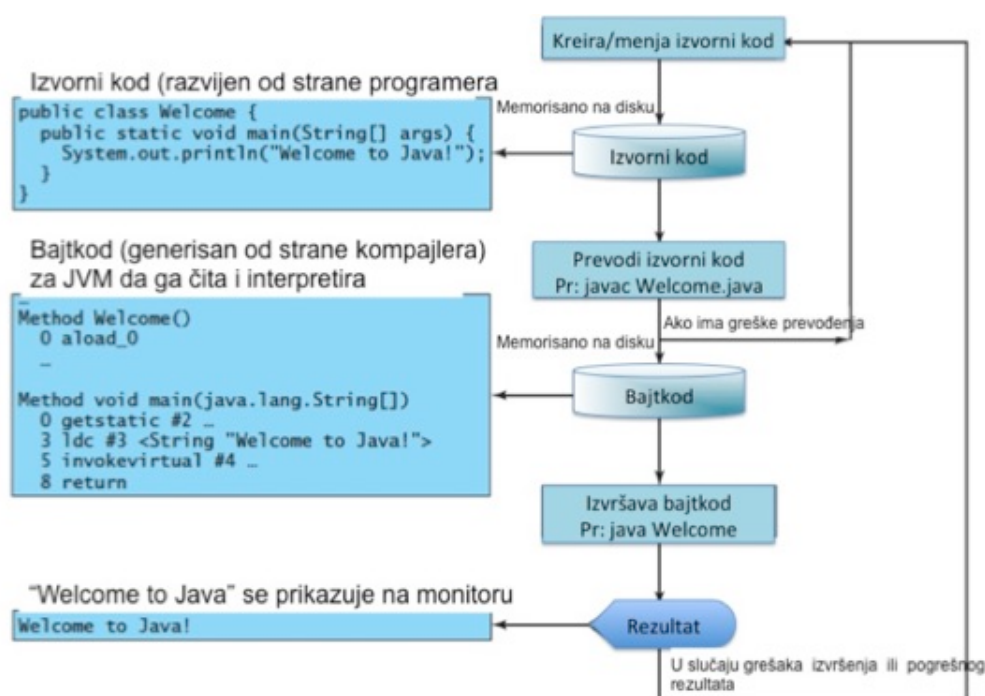 Kreira/menja izvorni kod
Izvorni kod (razvijen od strane programera
public class Welcome {
public static void main(String[] args) {
System.out.println("Welcome to Java!");
}
}
Memorisano na disku
Izvorni kod
Prevodi izvorni kod
Pr: javac Welcome.java
Bajtkod (generisan od strane kompajlera)
za JVM da ga čita i interpretira
…
Method Welcome()
0 aload_0
…
Method void main(java.lang.String[])
0 getstatic #2 …
3 ldc #3 <String "Welcome to Java!">
5 invokevirtual #4 …
8 return
Ako ima greške prevođenja
Memorisano na disku
Bajtkod
Izvršava bajtkod
Pr: java Welcome
“Welcome to Java” se prikazuje na monitoru
Welcome to Java!
Rezultat
U slučaju grešaka izvršenja ili pogrešnog
rezultata